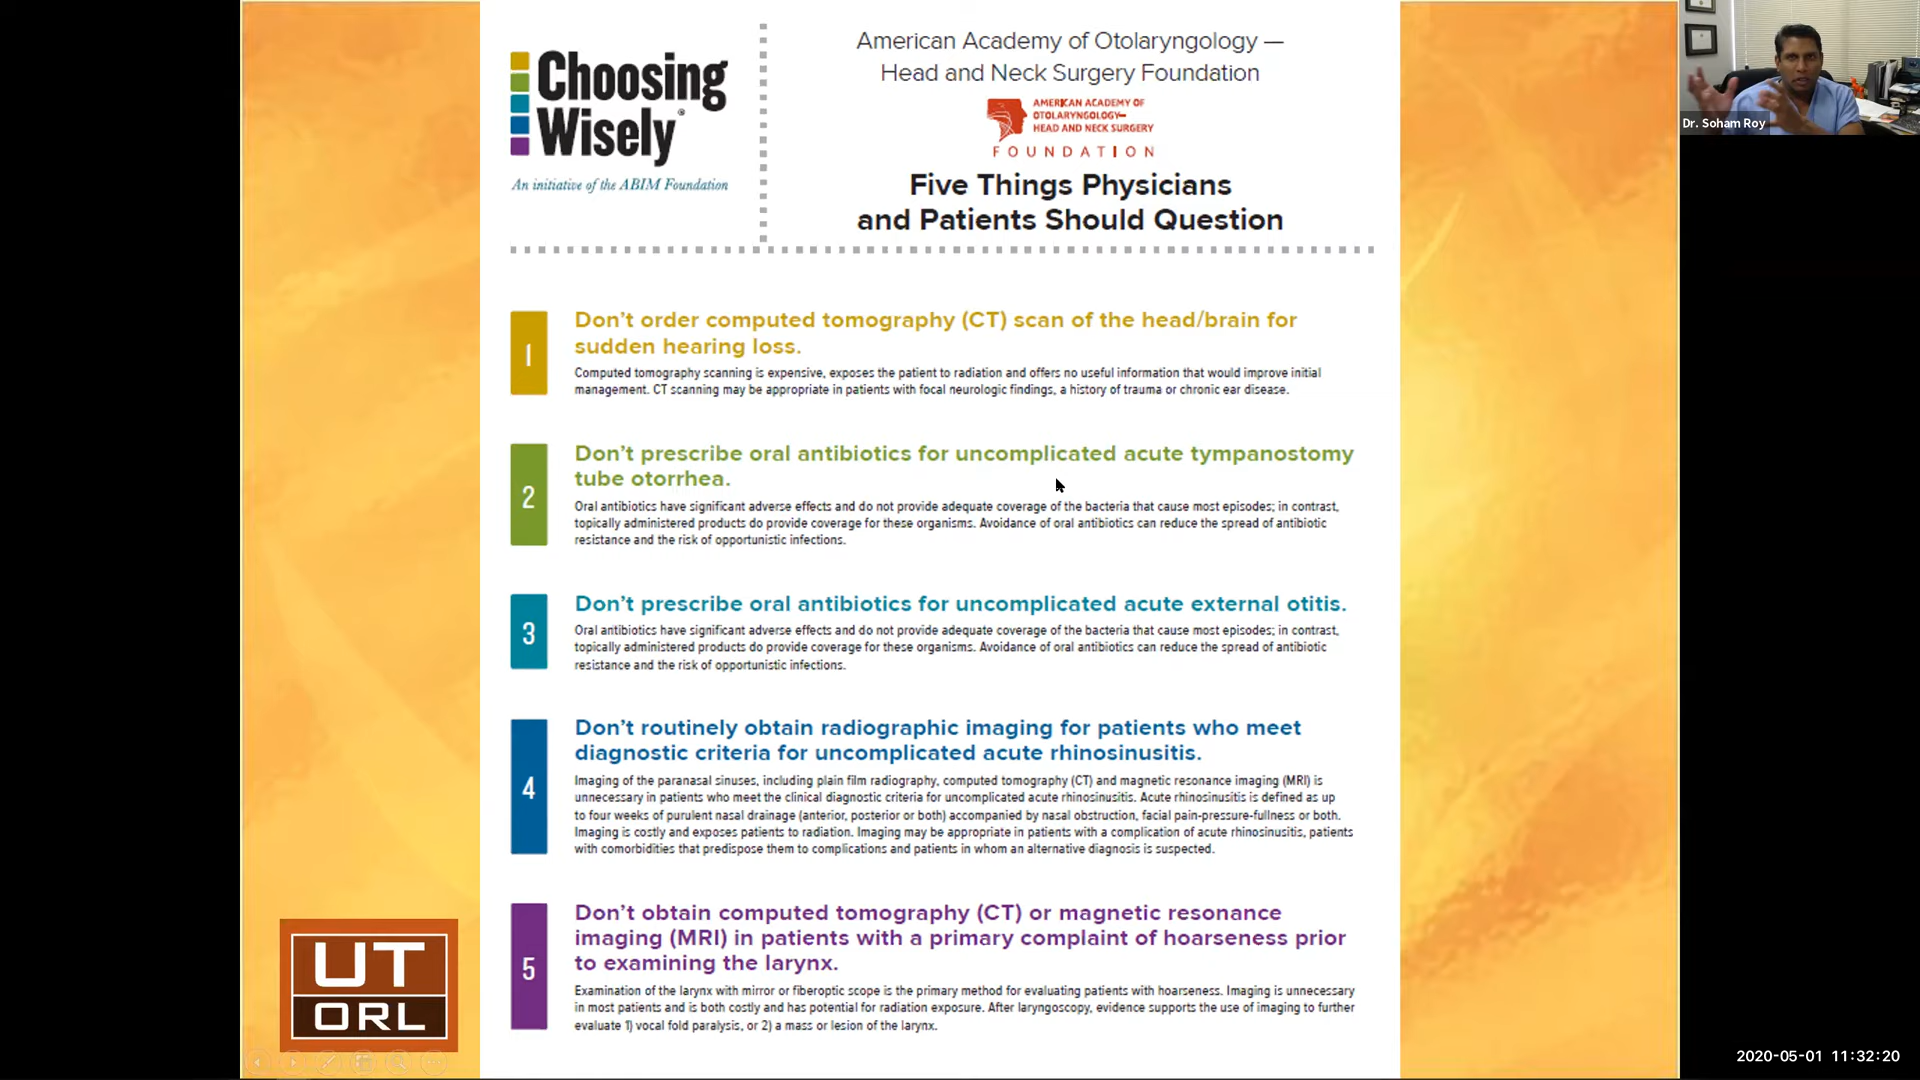 Choosing
Wisely®
An initiative of the ABIM Foundation
American Academy of Otolaryngology —
Head and Neck Surgery Foundation
AMERICAN ACADEMY OF
OTOLARYNGOLOGY–
HEAD AND NECK SURGERY
FOUNDATION
Five Things Physicians
and Patients Should Question
Dr. Soham Roy
1
Don't order computed tomography (CT) scan of the head/brain for
sudden hearing loss.
Computed tomography scanning is expensive, exposes the patient to radiation and offers no useful information that would improve initial
management. CT scanning may be appropriate in patients with focal neurologic findings, a history of trauma or chronic ear disease.
2
Don't prescribe oral antibiotics for uncomplicated acute tympanostomy
tube otorrhea.
Oral antibiotics have significant adverse effects and do not provide adequate coverage of the bacteria that cause most episodes; in contrast,
topically administered products do provide coverage for these organisms. Avoidance of oral antibiotics can reduce the spread of antibiotic
resistance and the risk of opportunistic infections.
3
Don't prescribe oral antibiotics for uncomplicated acute external otitis.
Oral antibiotics have significant adverse effects and do not provide adequate coverage of the bacteria that cause most episodes; in contrast,
topically administered products do provide coverage for these organisms. Avoidance of oral antibiotics can reduce the spread of antibiotic
resistance and the risk of opportunistic infections.
4
Don't routinely obtain radiographic imaging for patients who meet
diagnostic criteria for uncomplicated acute rhinosinusitis.
Imaging of the paranasal sinuses, including plain film radiography, computed tomography (CT) and magnetic resonance imaging (MRI) is
unnecessary in patients who meet the clinical diagnostic criteria for uncomplicated acute rhinosinusitis. Acute rhinosinusitis is defined as up
to four weeks of purulent nasal drainage (anterior, posterior or both) accompanied by nasal obstruction, facial pain-pressure-fullness or both.
Imaging is costly and exposes patients to radiation. Imaging may be appropriate in patients with a complication of acute rhinosinusitis, patients
with comorbidities that predispose them to complications and patients in whom an alternative diagnosis is suspected.
5
Don't obtain computed tomography (CT) or magnetic resonance
imaging (MRI) in patients with a primary complaint of hoarseness prior
to examining the larynx.
Examination of the larynx with mirror or fiberoptic scope is the primary method for evaluating patients with hoarseness. Imaging is unnecessary
in most patients and is both costly and has potential for radiation exposure. After laryngoscopy, evidence supports the use of imaging to further
evaluate 1) vocal fold paralysis, or 2) a mass or lesion of the larynx.
UT
ORL
2020-05-01 11:32:20